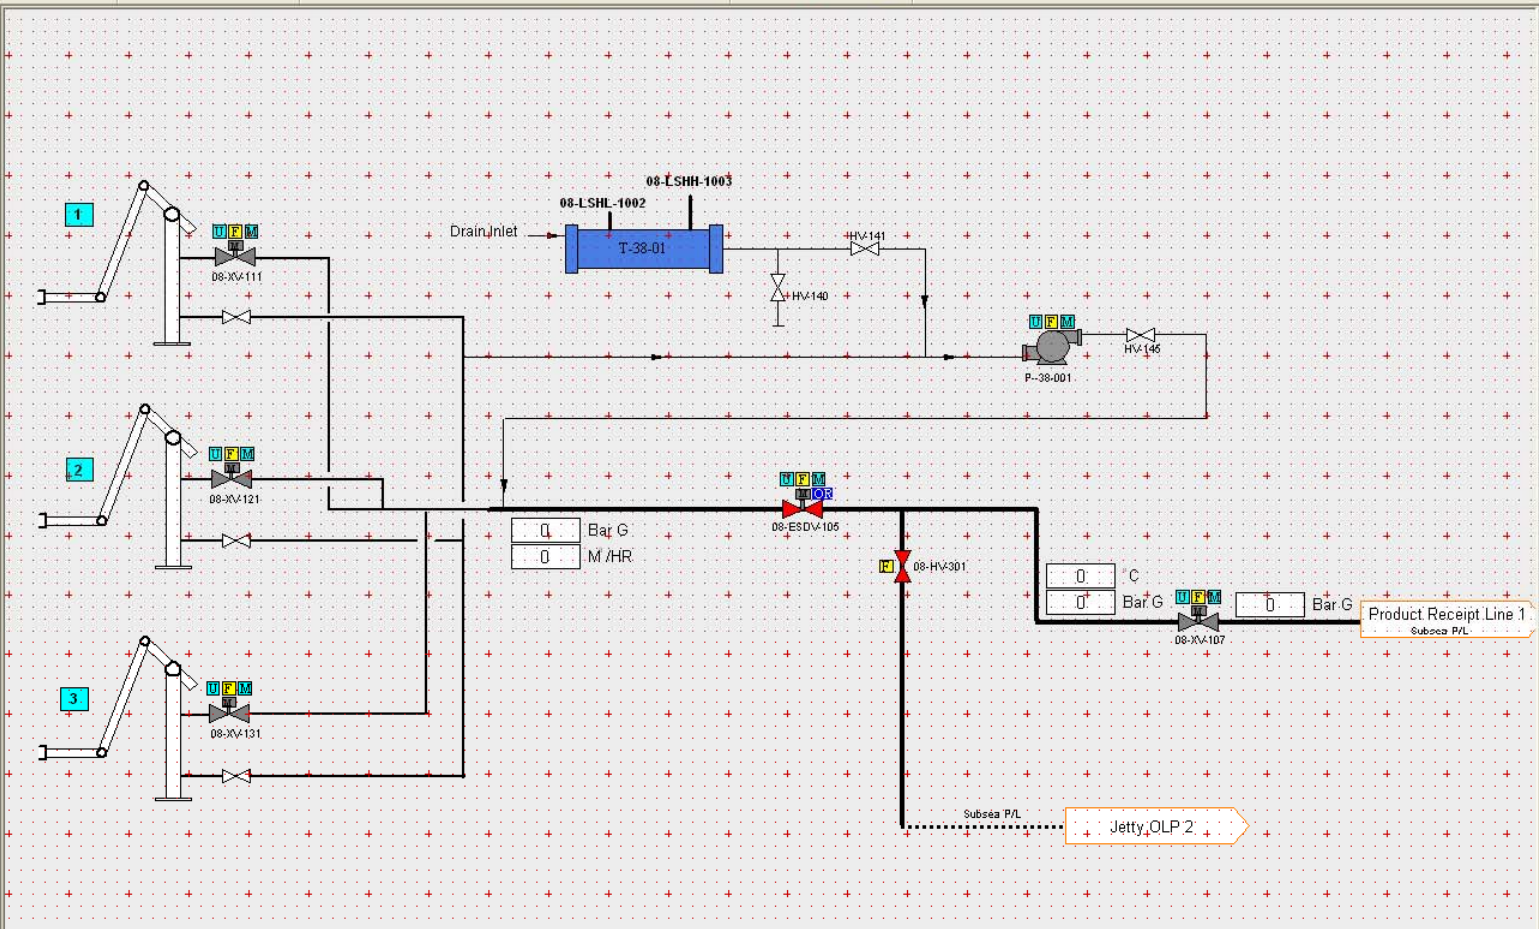 08-LSHH-1003
08-LSHL-1002
1
U F M
M
08-XV-111
Drain Inlet
T-38-01
HV-141
HV-140
U F M
P--38-001
HV-145
2
U F M
M
08-XV-121
0 Bar G
0 M /HR
U F M
M OR
08-ESDV-105
F 08-HV-301
0 °C
0 Bar G
U F M
M
08-XV-107
0 Bar G
Product Receipt Line 1
Subsea P/L
3
U F M
M
08-XV-131
Subsea P/L
Jetty OLP 2